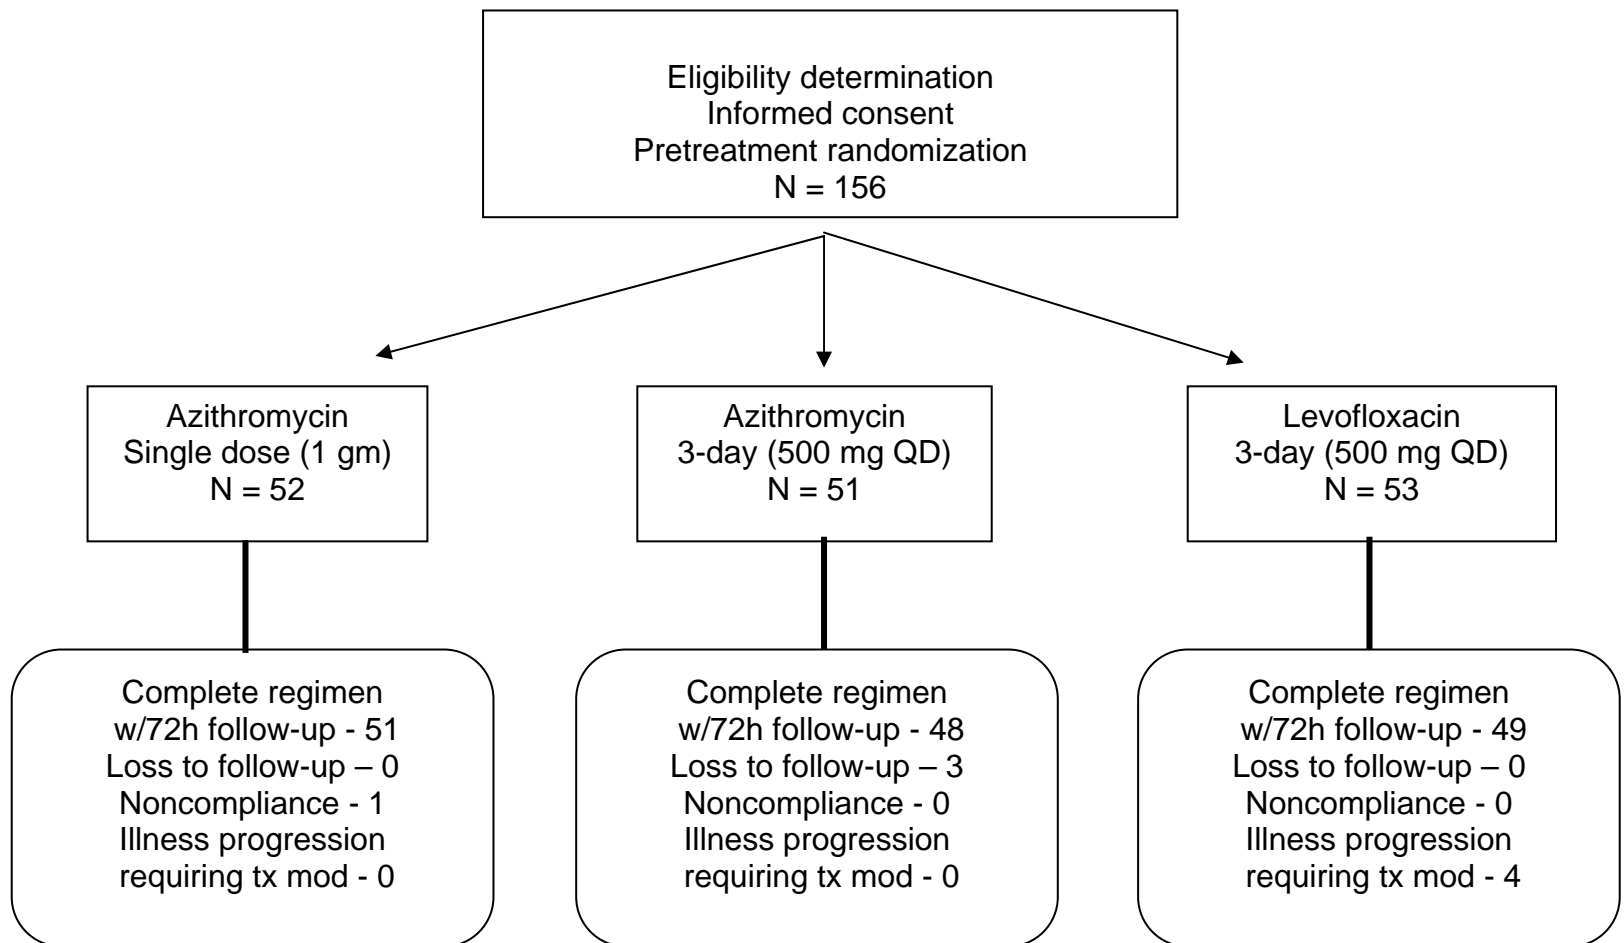 Eligibility determination
Informed consent
Pretreatment randomization
N = 156
Azithromycin
Single dose (1 gm)
N = 52
Azithromycin
3-day (500 mg QD)
N = 51
Levofloxacin
3-day (500 mg QD)
N = 53
Complete regimen
w/72h follow-up - 51
Loss to follow-up – 0
Noncompliance - 1
Illness progression
requiring tx mod - 0
Complete regimen
w/72h follow-up - 48
Loss to follow-up – 3
Noncompliance - 0
Illness progression
requiring tx mod - 0
Complete regimen
w/72h follow-up - 49
Loss to follow-up – 0
Noncompliance - 0
Illness progression
requiring tx mod - 4